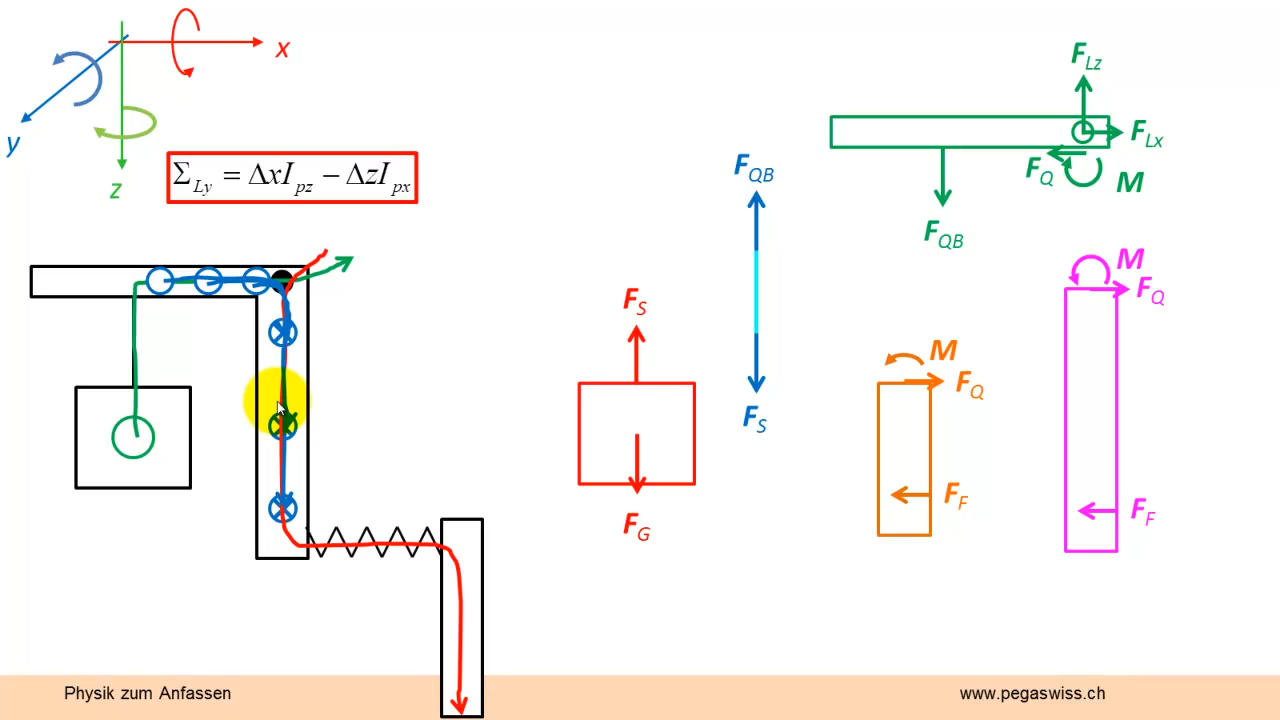 x
y
z
Σ_Ly = ΔxI_pz − ΔzI_px
F_Lz
F_Lx
F_Q
M
F_QB
F_QB
F_S
F_S
F_G
M
F_Q
F_F
M
F_Q
F_F
Physik zum Anfassen
www.pegaswiss.ch